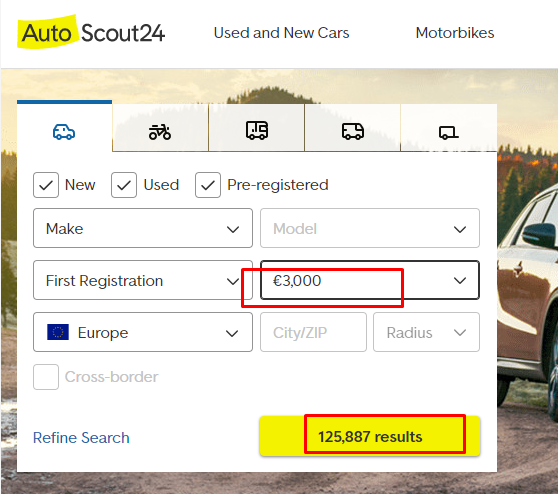 AutoScout24
Used and New Cars
Motorbikes
New
Used
Pre-registered
Make
Model
First Registration
€3,000
Europe
City/ZIP
Radius
Cross-border
Refine Search
125,887 results